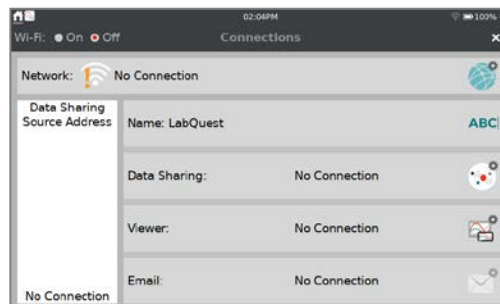 02:04PM 100%
Wi-Fi: On Off Connections x
Network: No Connection
Data Sharing
Source Address
No Connection
Name: LabQuest ABC
Data Sharing: No Connection
Viewer: No Connection
Email: No Connection